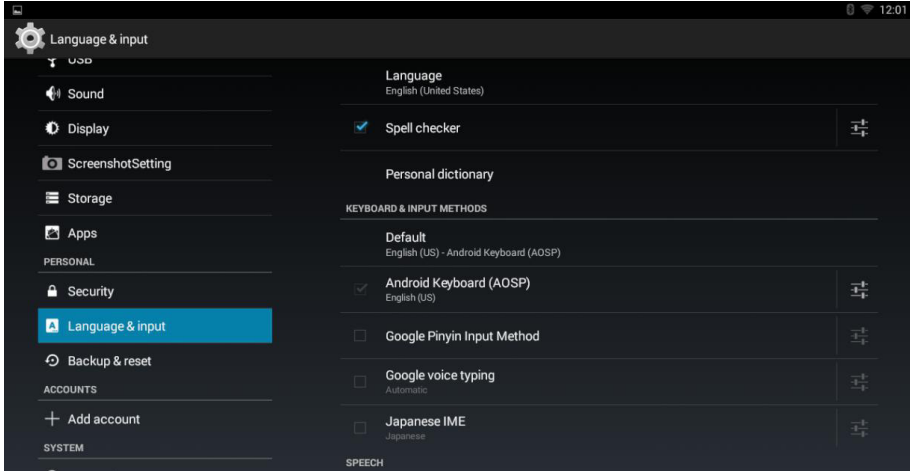 12:01
Language & input
USB
Sound
Display
ScreenshotSetting
Storage
Apps
PERSONAL
Security
Language & input
Backup & reset
ACCOUNTS
Add account
SYSTEM
Language
English (United States)
Spell checker
Personal dictionary
KEYBOARD & INPUT METHODS
Default
English (US) - Android Keyboard (AOSP)
Android Keyboard (AOSP)
English (US)
Google Pinyin Input Method
Google voice typing
Automatic
Japanese IME
Japanese
SPEECH